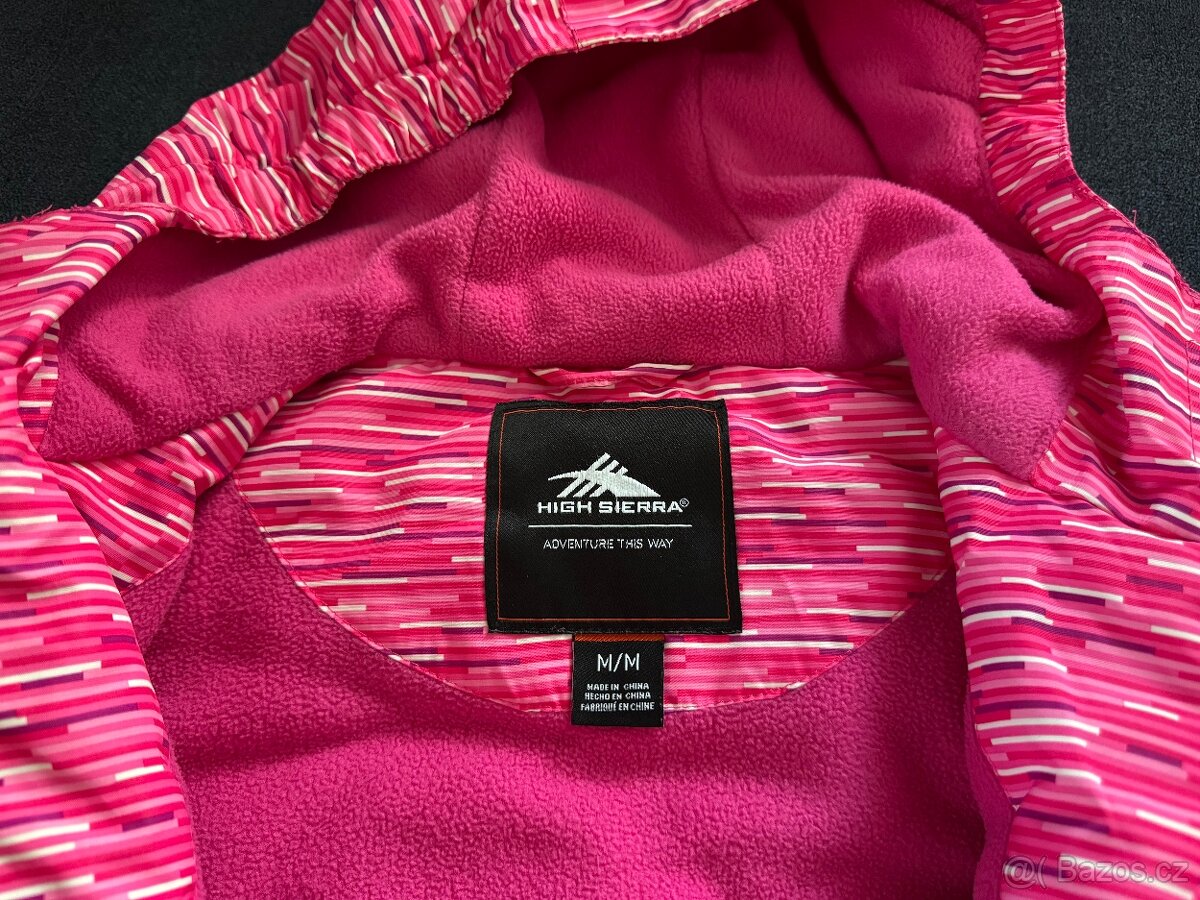 HIGH SIERRA®
ADVENTURE THIS WAY
M/M
MADE IN CHINA
HECHO EN CHINA
FABRIQUÉ EN CHINE
@( Bazos.cz